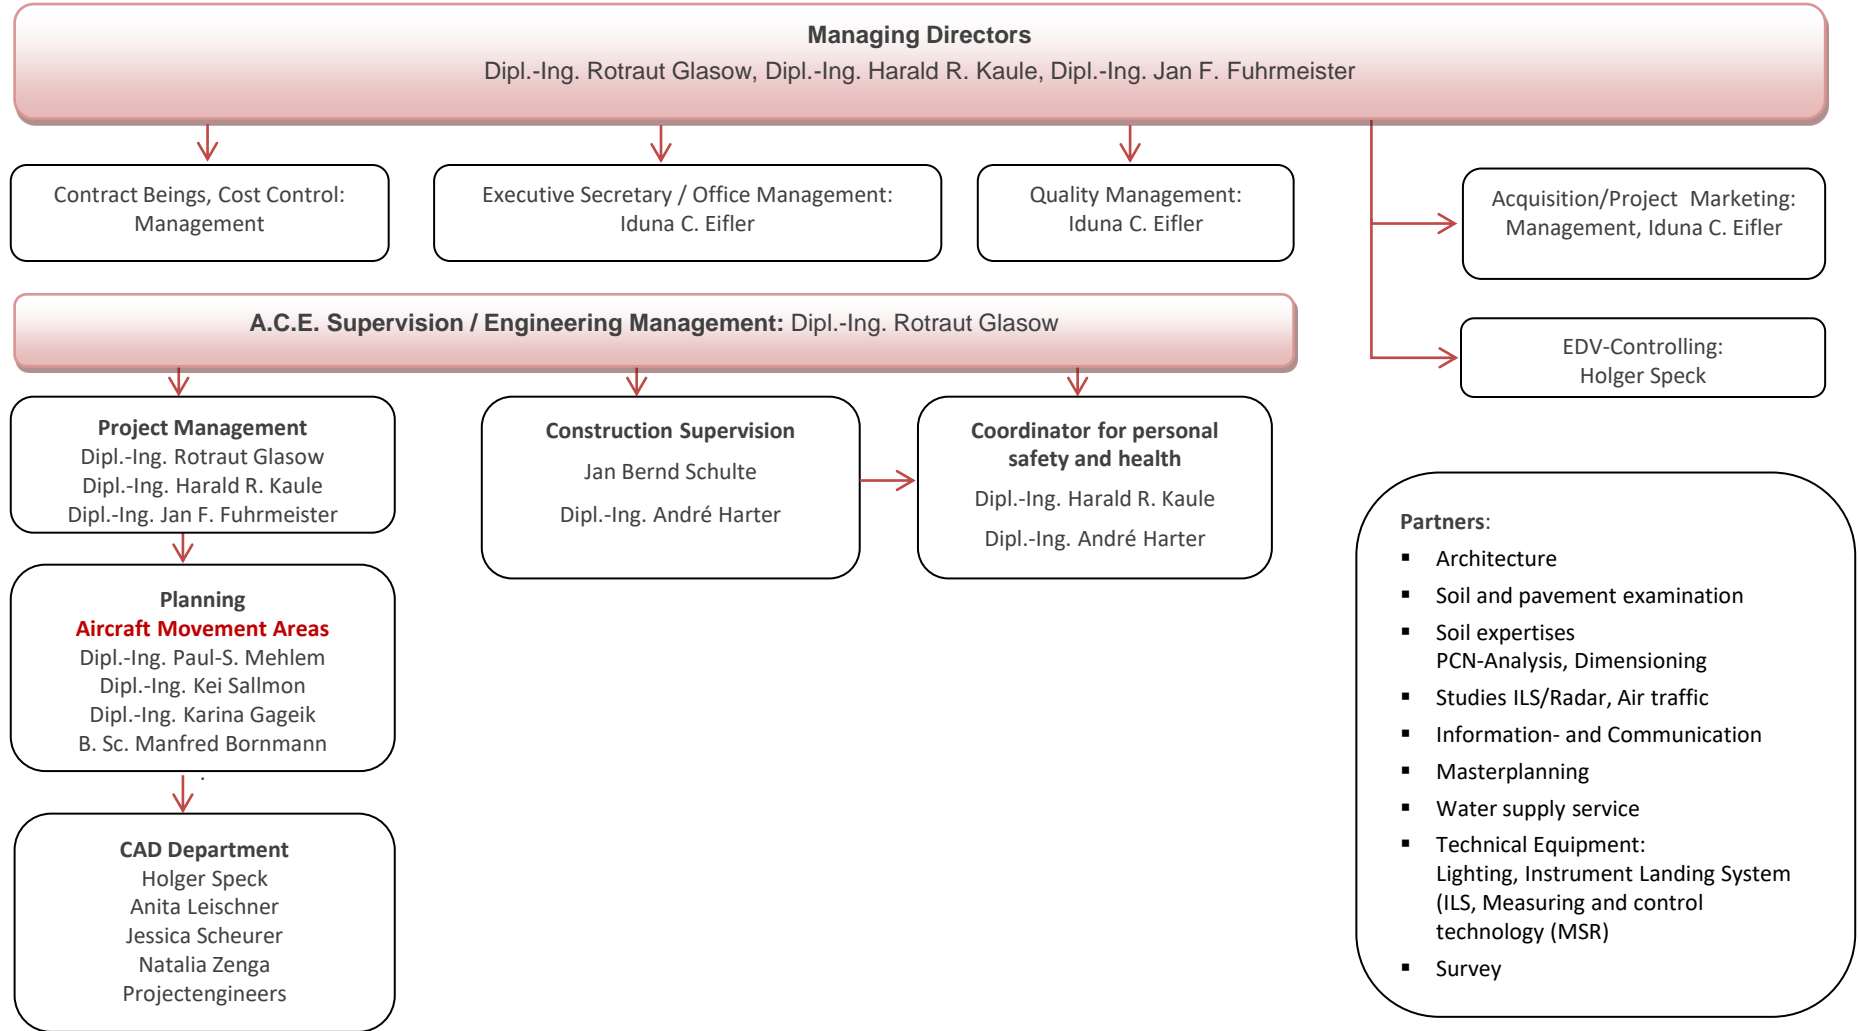 Managing Directors
Dipl.-Ing. Rotraut Glasow, Dipl.-Ing. Harald R. Kaule, Dipl.-Ing. Jan F. Fuhrmeister
Contract Beings, Cost Control:
Management
Executive Secretary / Office Management:
Iduna C. Eifler
Quality Management:
Iduna C. Eifler
Acquisition/Project Marketing:
Management, Iduna C. Eifler
EDV-Controlling:
Holger Speck
A.C.E. Supervision / Engineering Management: Dipl.-Ing. Rotraut Glasow
Project Management
Dipl.-Ing. Rotraut Glasow
Dipl.-Ing. Harald R. Kaule
Dipl.-Ing. Jan F. Fuhrmeister
Construction Supervision
Jan Bernd Schulte
Dipl.-Ing. André Harter
Coordinator for personal
safety and health
Dipl.-Ing. Harald R. Kaule
Dipl.-Ing. André Harter
Planning
Aircraft Movement Areas
Dipl.-Ing. Paul-S. Mehlem
Dipl.-Ing. Kei Sallmon
Dipl.-Ing. Karina Gageik
B. Sc. Manfred Bornmann
.
CAD Department
Holger Speck
Anita Leischner
Jessica Scheurer
Natalia Zenga
Projectengineers
Partners:
▪ Architecture
▪ Soil and pavement examination
▪ Soil expertises
PCN-Analysis, Dimensioning
▪ Studies ILS/Radar, Air traffic
▪ Information- and Communication
▪ Masterplanning
▪ Water supply service
▪ Technical Equipment:
Lighting, Instrument Landing System
(ILS, Measuring and control
technology (MSR)
▪ Survey